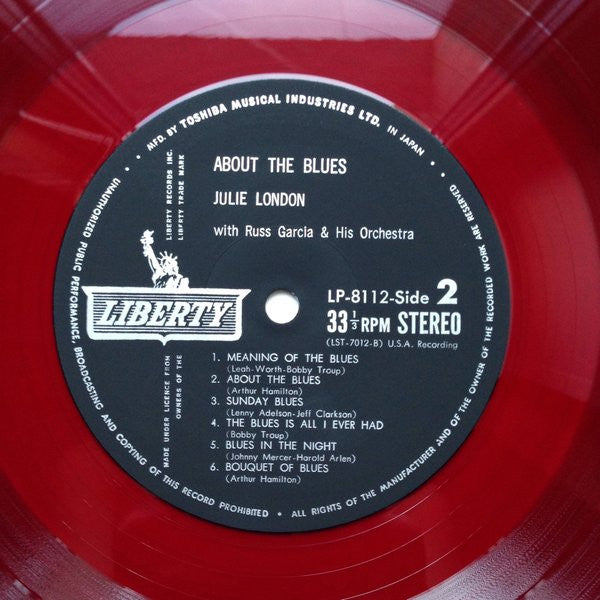 • MFD. BY TOSHIBA MUSICAL INDUSTRIES LTD. IN JAPAN •
ABOUT THE BLUES
JULIE LONDON
with Russ Garcia & His Orchestra
LIBERTY RECORDS INC.
LIBERTY TRADE MARK
LIBERTY
LP-8112-Side 2
33 1/3 RPM STEREO
(LST-7012-B) U.S.A. Recording
MADE UNDER LICENCE FROM
OWNERS OF THE
1. MEANING OF THE BLUES
(Leah-Worth-Bobby Troup)
2. ABOUT THE BLUES
(Arthur Hamilton)
3. SUNDAY BLUES
(Lenny Adelson-Jeff Clarkson)
4. THE BLUES IS ALL I EVER HAD
(Bobby Troup)
5. BLUES IN THE NIGHT
(Johnny Mercer-Harold Arlen)
6. BOUQUET OF BLUES
(Arthur Hamilton)
UNAUTHORIZED PUBLIC PERFORMANCE, BROADCASTING AND COPYING OF THIS RECORD PROHIBITED • ALL RIGHTS OF THE MANUFACTURER AND OF THE OWNER OF THE RECORDED WORK ARE RESERVED